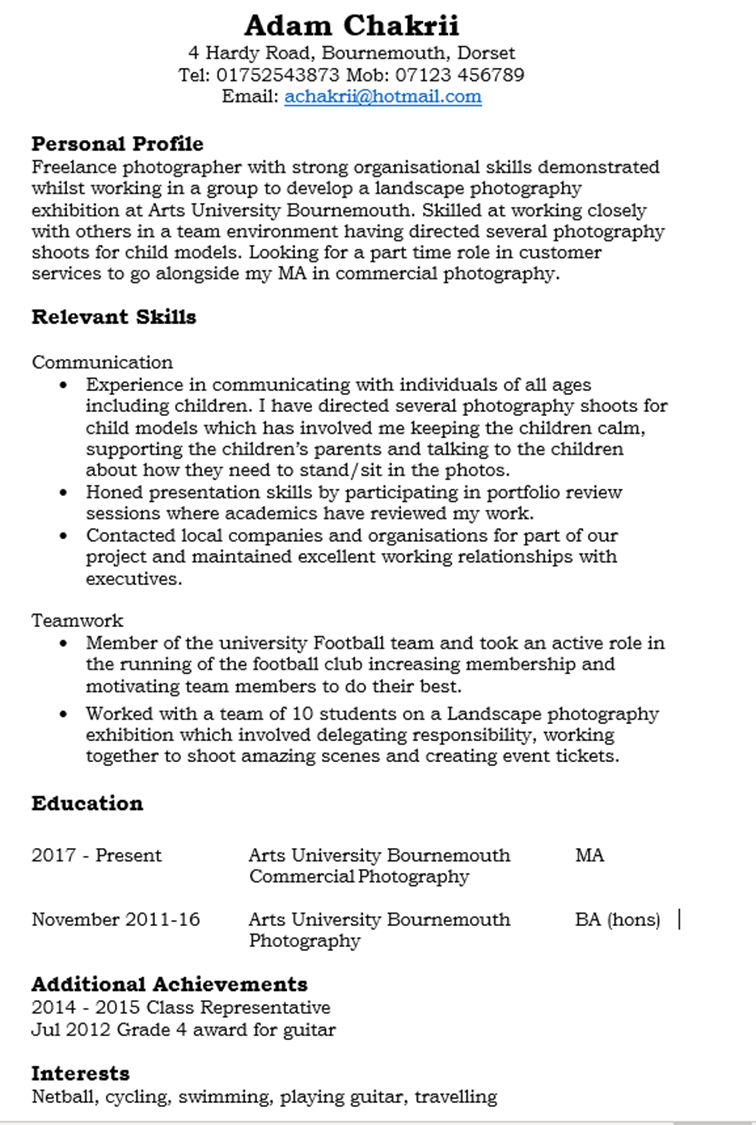 Adam Chakrii
4 Hardy Road, Bournemouth, Dorset
Tel: 01752543873 Mob: 07123 456789
Email: achakrii@hotmail.com
Personal Profile
Freelance photographer with strong organisational skills demonstrated
whilst working in a group to develop a landscape photography
exhibition at Arts University Bournemouth. Skilled at working closely
with others in a team environment having directed several photography
shoots for child models. Looking for a part time role in customer
services to go alongside my MA in commercial photography.
Relevant Skills
Communication
• Experience in communicating with individuals of all ages
including children. I have directed several photography shoots for
child models which has involved me keeping the children calm,
supporting the children's parents and talking to the children
about how they need to stand/sit in the photos.
• Honed presentation skills by participating in portfolio review
sessions where academics have reviewed my work.
• Contacted local companies and organisations for part of our
project and maintained excellent working relationships with
executives.
Teamwork
• Member of the university Football team and took an active role in
the running of the football club increasing membership and
motivating team members to do their best.
• Worked with a team of 10 students on a Landscape photography
exhibition which involved delegating responsibility, working
together to shoot amazing scenes and creating event tickets.
Education
2017 - Present Arts University Bournemouth MA
Commercial Photography
November 2011-16 Arts University Bournemouth BA (hons)
Photography
Additional Achievements
2014 - 2015 Class Representative
Jul 2012 Grade 4 award for guitar
Interests
Netball, cycling, swimming, playing guitar, travelling